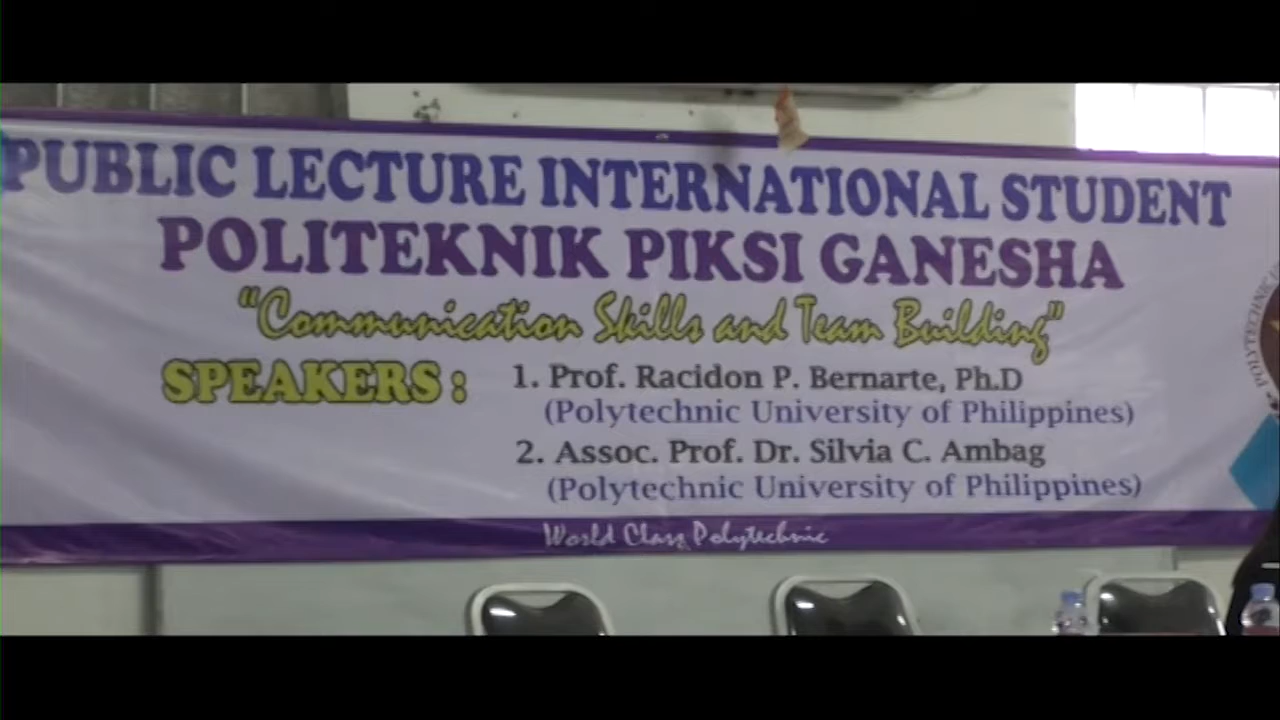 PUBLIC LECTURE INTERNATIONAL STUDENT
POLITEKNIK PIKSI GANESHA
"Communication Skills and Team Building"
SPEAKERS : 1. Prof. Racidon P. Bernarte, Ph.D
(Polytechnic University of Philippines)
2. Assoc. Prof. Dr. Silvia C. Ambag
(Polytechnic University of Philippines)
World Class Polytechnic
POLYTECHNIC